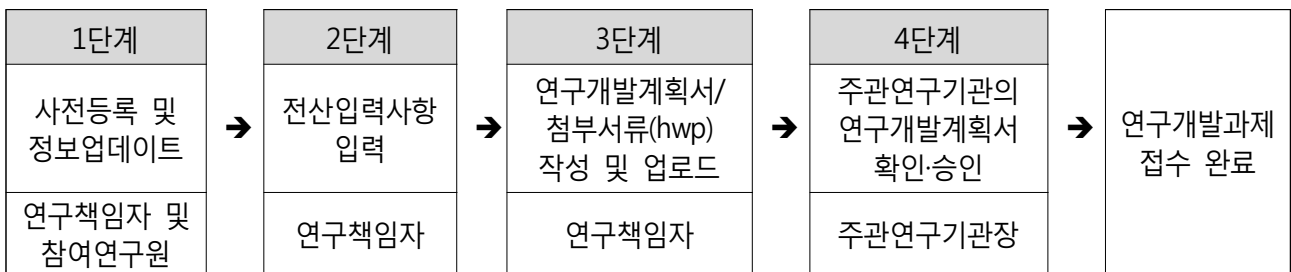 1단계
사전등록 및
정보업데이트
연구책임자 및
참여연구원
➔
2단계
전산입력사항
입력
연구책임자
➔
3단계
연구개발계획서/
첨부서류(hwp)
작성 및 업로드
연구책임자
➔
4단계
주관연구기관의
연구개발계획서
확인·승인
주관연구기관장
➔
연구개발과제
접수 완료